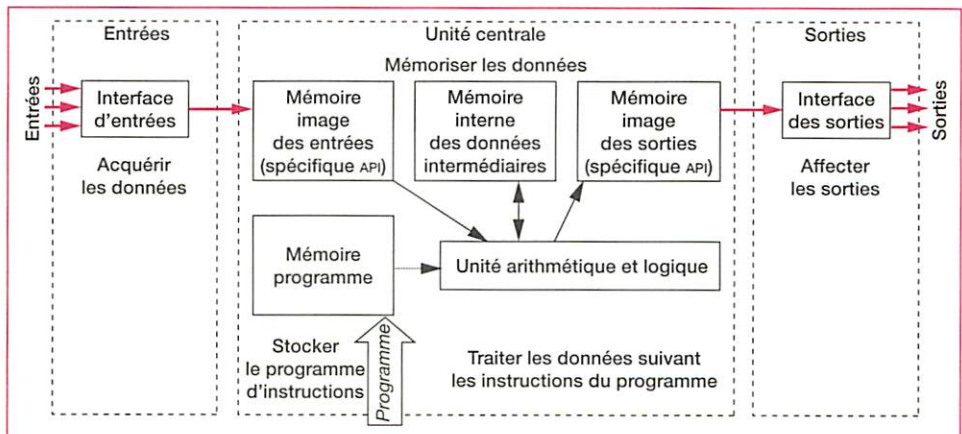 Entrées
Unité centrale
Sorties
Mémoriser les données
Entrées
Interface
d'entrées
Mémoire
image
des entrées
(spécifique API)
Mémoire
interne
des données
intermédiaires
Mémoire
image
des sorties
(spécifique API)
Interface
des sorties
Sorties
Acquérir
les données
Affecter
les sorties
Mémoire
programme
Unité arithmétique et logique
Stocker
le programme
d'instructions
Programme
Traiter les données suivant
les instructions du programme